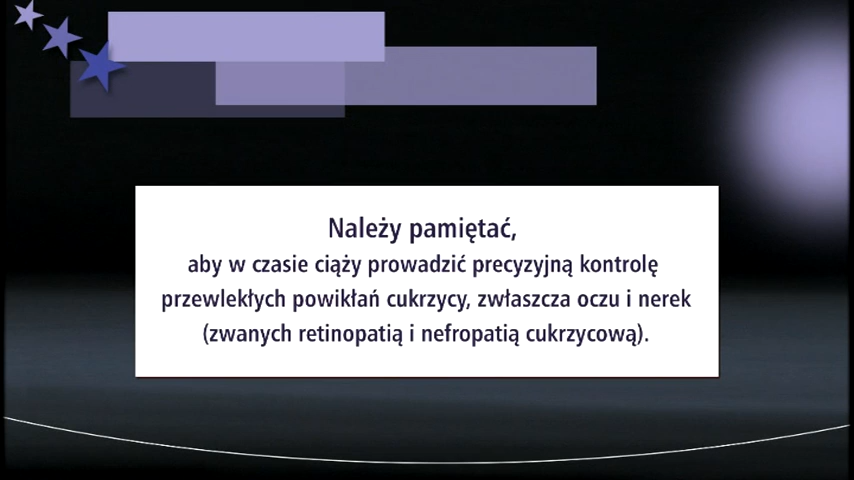 Należy pamiętać,
aby w czasie ciąży prowadzić precyzyjną kontrolę
przewlekłych powikłań cukrzycy, zwłaszcza oczu i nerek
(zwanych retinopatią i nefropatią cukrzycową).